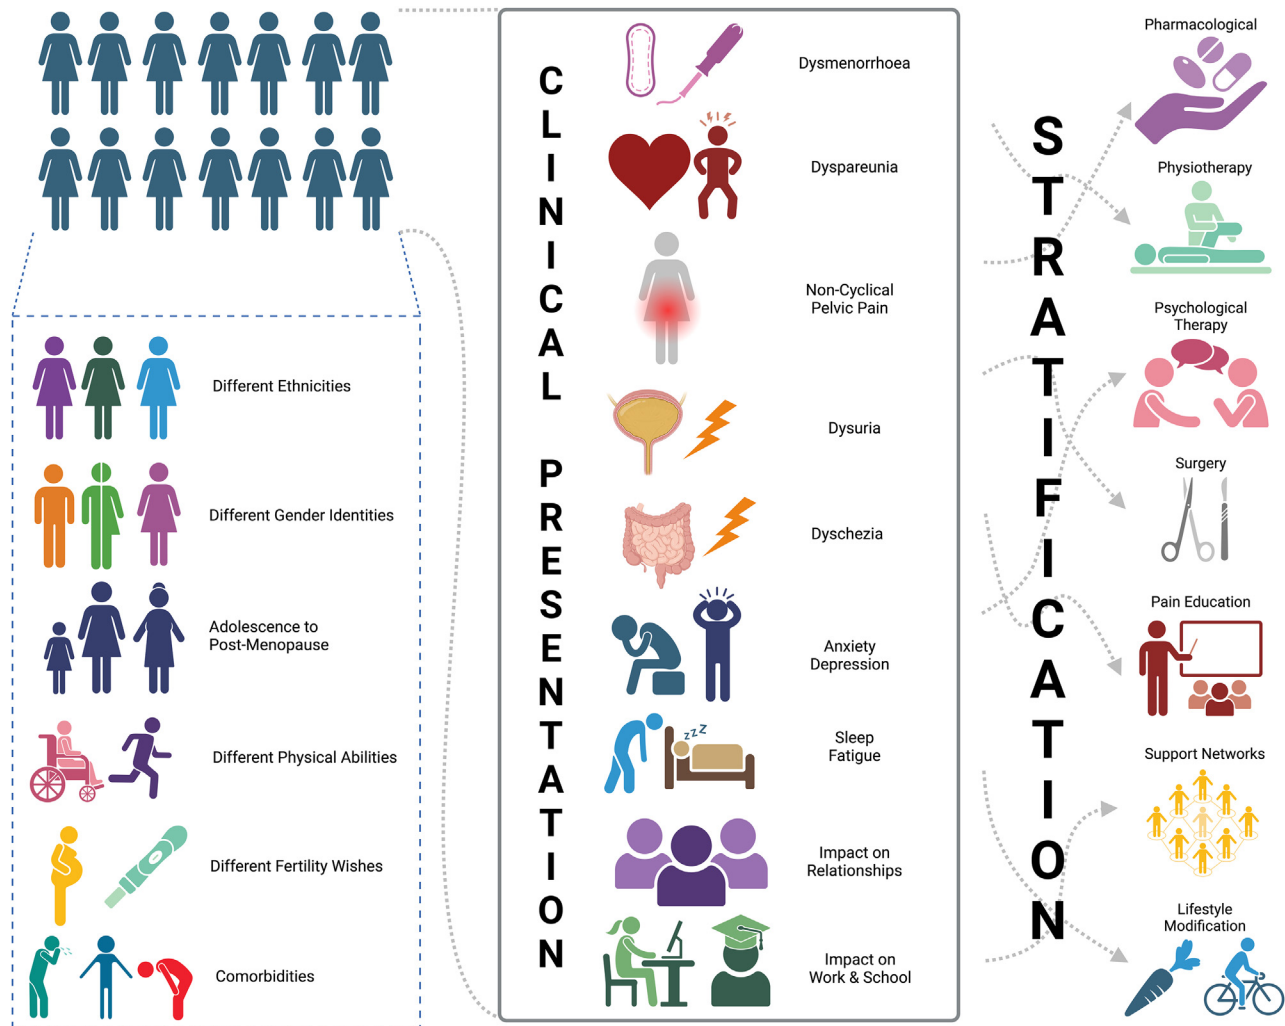 Different Ethnicities
Different Gender Identities
Adolescence to
Post-Menopause
Different Physical Abilities
Different Fertility Wishes
Comorbidities
CLINICAL PRESENTATION
Dysmenorrhoea
Dyspareunia
Non-Cyclical
Pelvic Pain
Dysuria
Dyschezia
Anxiety
Depression
zzz
Sleep
Fatigue
Impact on
Relationships
Impact on
Work & School
STRATIFICATION
Pharmacological
Physiotherapy
Psychological
Therapy
Surgery
Pain Education
Support Networks
Lifestyle
Modification